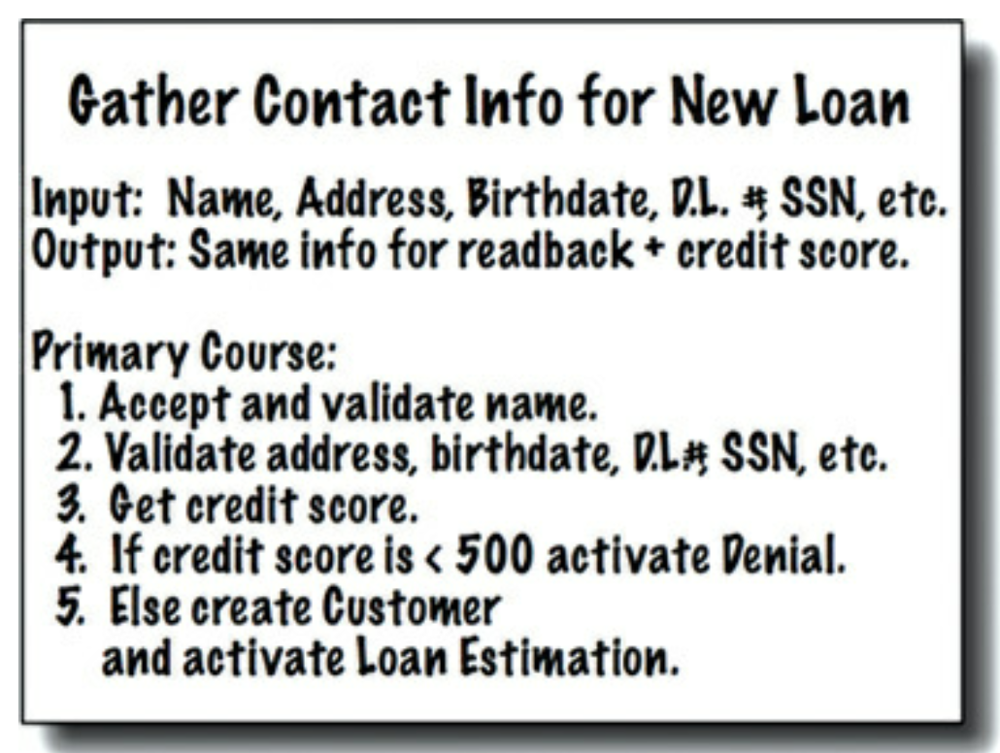 Gather Contact Info for New Loan
Input: Name, Address, Birthdate, D.L. #, SSN, etc.
Output: Same info for readback + credit score.
Primary Course:
1. Accept and validate name.
2. Validate address, birthdate, D.L#, SSN, etc.
3. Get credit score.
4. If credit score is < 500 activate Denial.
5. Else create Customer
and activate Loan Estimation.